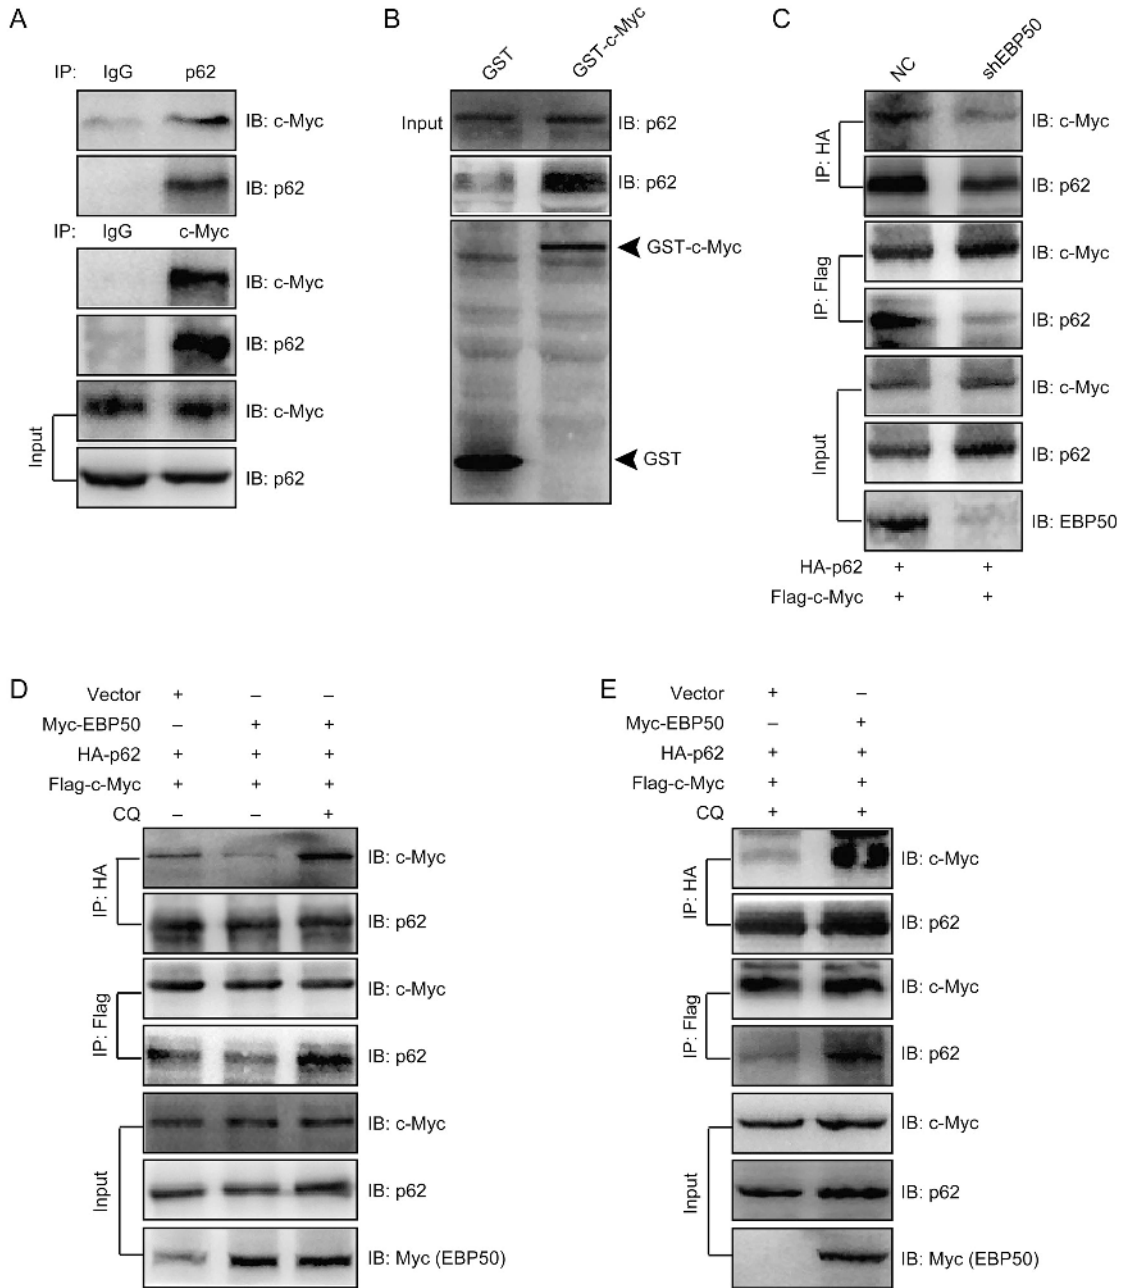 A
IP: IgG p62
IB: c-Myc
IB: p62
IP: IgG c-Myc
IB: c-Myc
IB: p62
IB: c-Myc
IB: p62
Input
B
GST GST-c-Myc
Input IB: p62
IB: p62
GST-c-Myc
GST
C
NC shEBP50
IP: HA
IB: c-Myc
IB: p62
IP: Flag
IB: c-Myc
IB: p62
Input
IB: c-Myc
IB: p62
IB: EBP50
HA-p62 + +
Flag-c-Myc + +
D
Vector + – –
Myc-EBP50 – + +
HA-p62 + + +
Flag-c-Myc + + +
CQ – – +
IP: HA
IB: c-Myc
IB: p62
IP: Flag
IB: c-Myc
IB: p62
Input
IB: c-Myc
IB: p62
IB: Myc (EBP50)
E
Vector + –
Myc-EBP50 – +
HA-p62 + +
Flag-c-Myc + +
CQ + +
IP: HA
IB: c-Myc
IB: p62
IP: Flag
IB: c-Myc
IB: p62
Input
IB: c-Myc
IB: p62
IB: Myc (EBP50)